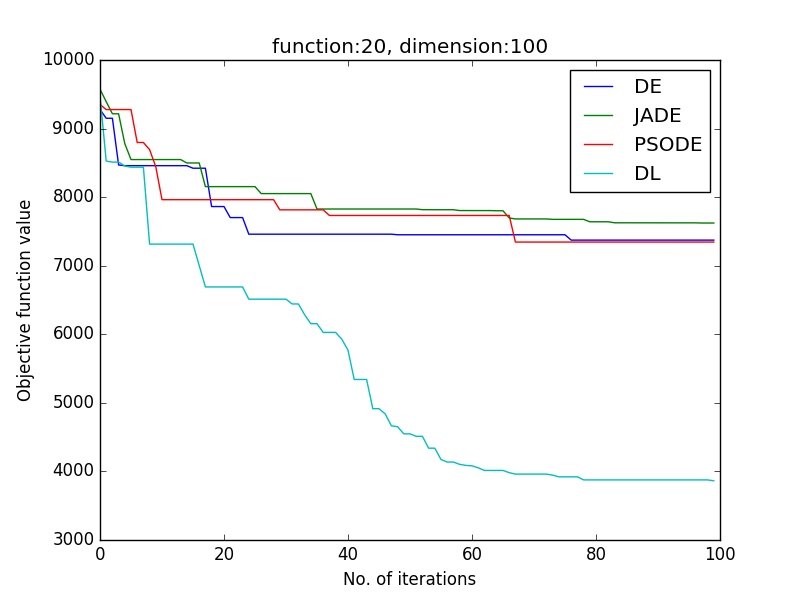 function:20, dimension:100
10000
9000
8000
7000
6000
5000
4000
3000
Objective function value
DE
JADE
PSODE
DL
0 20 40 60 80 100
No. of iterations